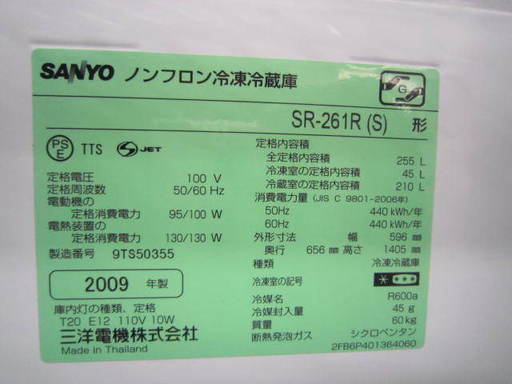 SANYO ノンフロン冷凍冷蔵庫
G
SR-261R (S) 形
PS E TTS S JET
定格電圧 100 V
定格周波数 50/60 Hz
電動機の
定格消費電力 95/100 W
電熱装置の
定格消費電力 130/130 W
製造番号 9TS50355
2009 年製
庫内灯の種類、定格
T20 E12 110V 10W
三洋電機株式会社
Made in Thailand
定格内容積
全定格内容積 255 L
冷凍室の定格内容積 45 L
冷蔵室の定格内容積 210 L
消費電力量 (JIS C 9801-2006年)
50Hz 440 kWh/年
60Hz 440 kWh/年
外形寸法 幅 596 mm
奥行 656 mm 高さ 1405 mm
種類 冷凍冷蔵庫
冷凍室の記号
冷媒名 R600a
冷媒封入量 45 g
質量 60 kg
断熱発泡ガス シクロペンタン
2FB6P401364060